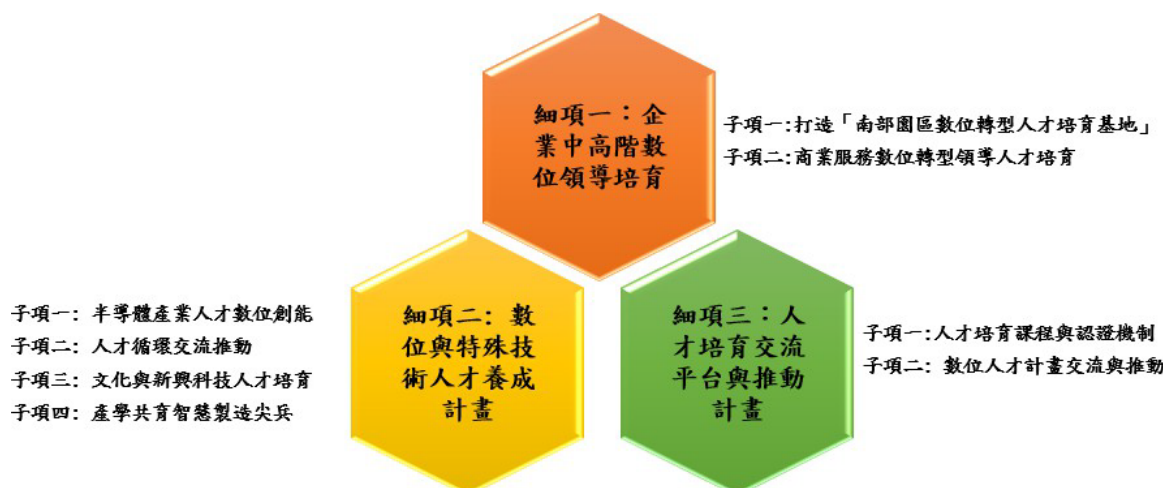 細項一：企
業中高階數
位領導培育
子項一:打造「南部園區數位轉型人才培育基地」
子項二:商業服務數位轉型領導人才培育
細項二: 數
位與特殊技
術人才養成
計畫
子項一: 半導體產業人才數位創能
子項二: 人才循環交流推動
子項三: 文化與新興科技人才培育
子項四: 產學共育智慧製造尖兵
細項三：人
才培育交流
平台與推動
計畫
子項一:人才培育課程與認證機制
子項二: 數位人才計畫交流與推動